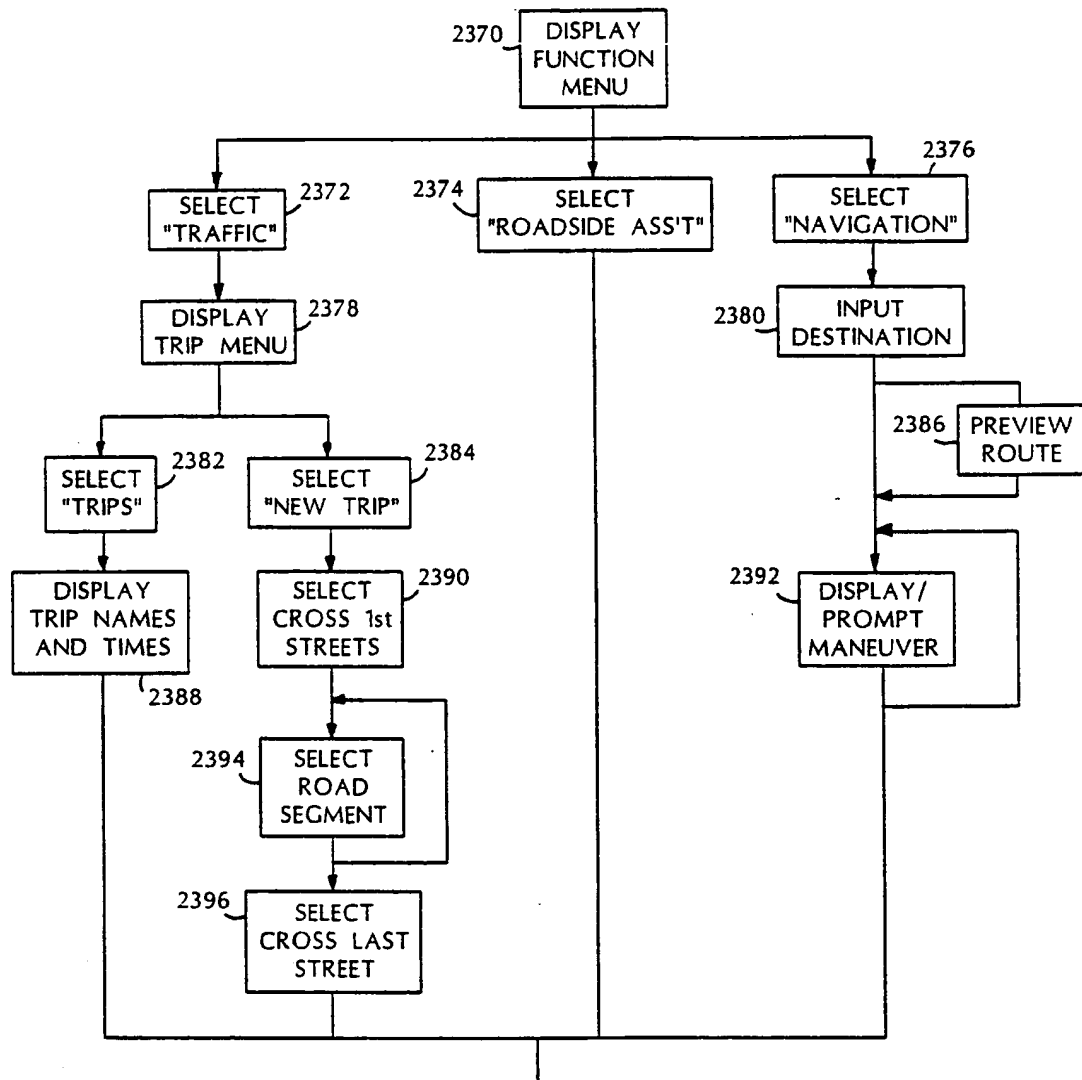 2370
DISPLAY
FUNCTION
MENU
2372
SELECT
"TRAFFIC"
2374
SELECT
"ROADSIDE ASS'T"
2376
SELECT
"NAVIGATION"
2378
DISPLAY
TRIP MENU
2380
INPUT
DESTINATION
2382
SELECT
"TRIPS"
2384
SELECT
"NEW TRIP"
2386
PREVIEW
ROUTE
DISPLAY
TRIP NAMES
AND TIMES
2388
SELECT
CROSS 1st
STREETS
2390
2392
DISPLAY/
PROMPT
MANEUVER
2394
SELECT
ROAD
SEGMENT
2396
SELECT
CROSS LAST
STREET